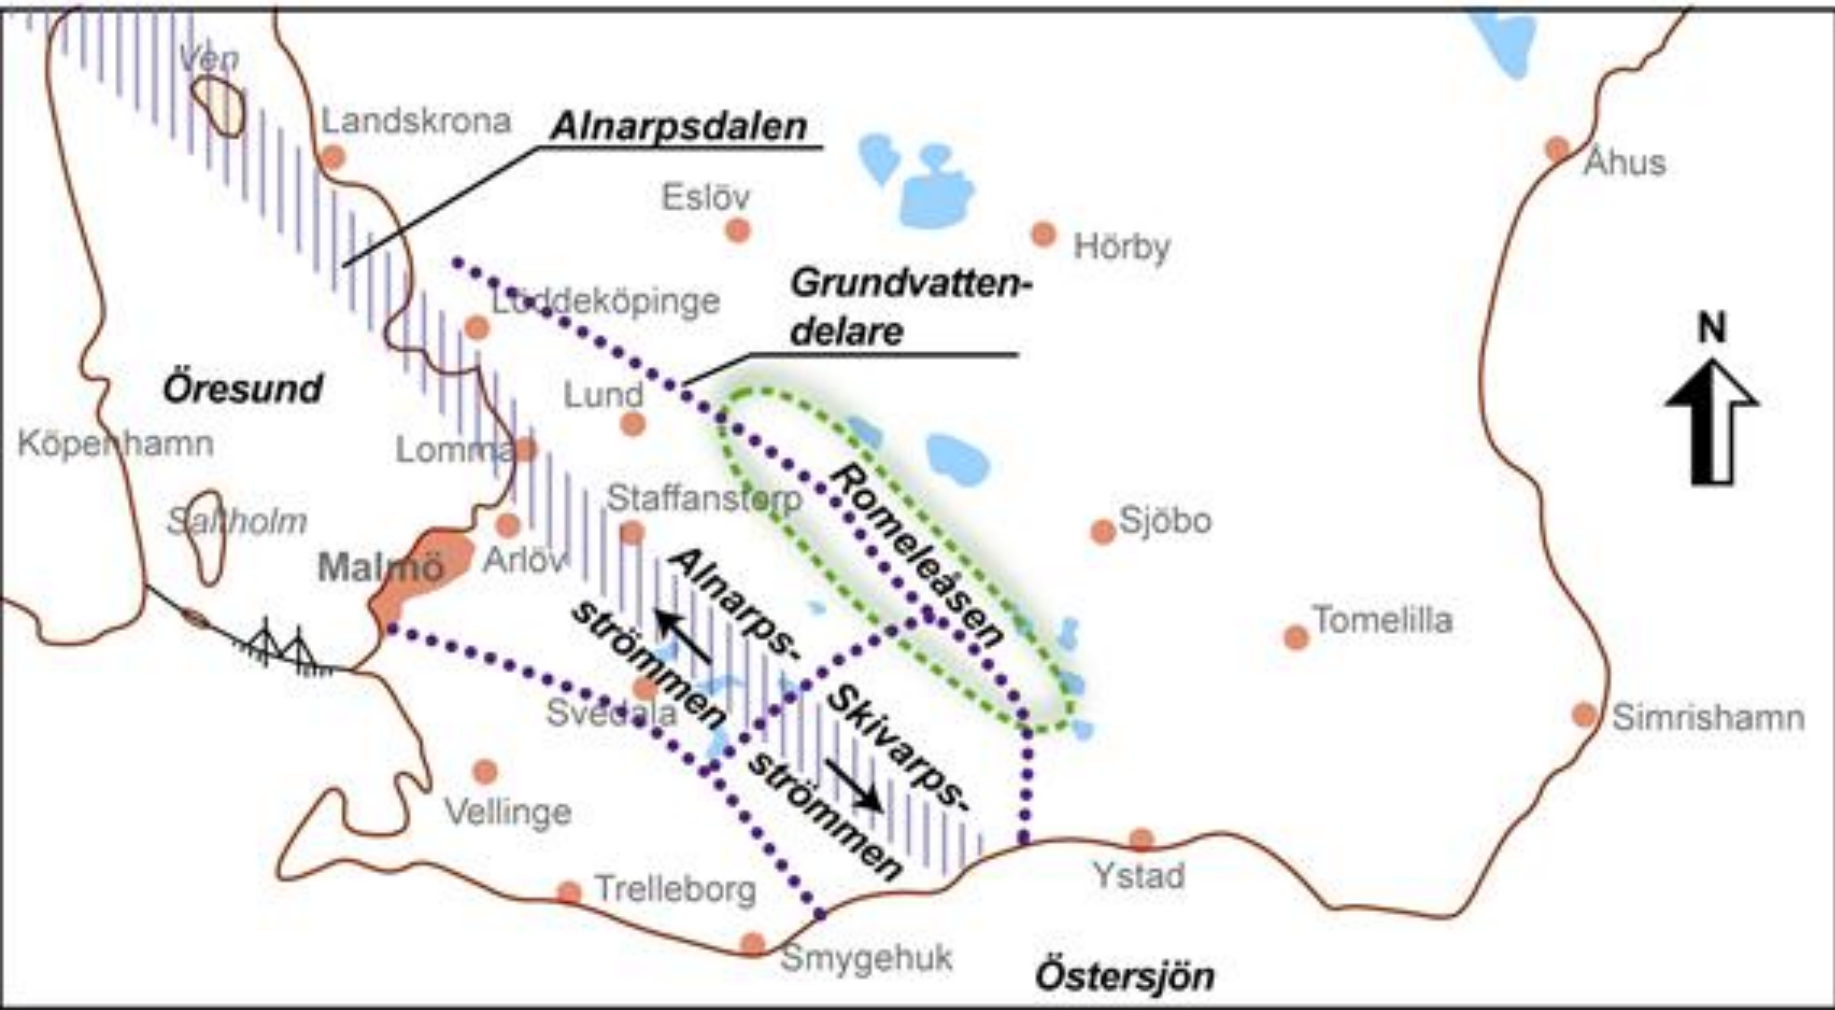 Ven
Landskrona
Alnarpsdalen
Eslöv
Hörby
Åhus
Löddeköpinge
Grundvatten-
delare
N
Öresund
Lund
Köpenhamn
Lomma
Staffanstorp
Romeleåsen
Sjöbo
Saltholm
Malmö
Arlöv
Alnarps-
strömmen
Tomelilla
Svedala
Skivarps-
strömmen
Simrishamn
Vellinge
Trelleborg
Ystad
Smygehuk
Östersjön